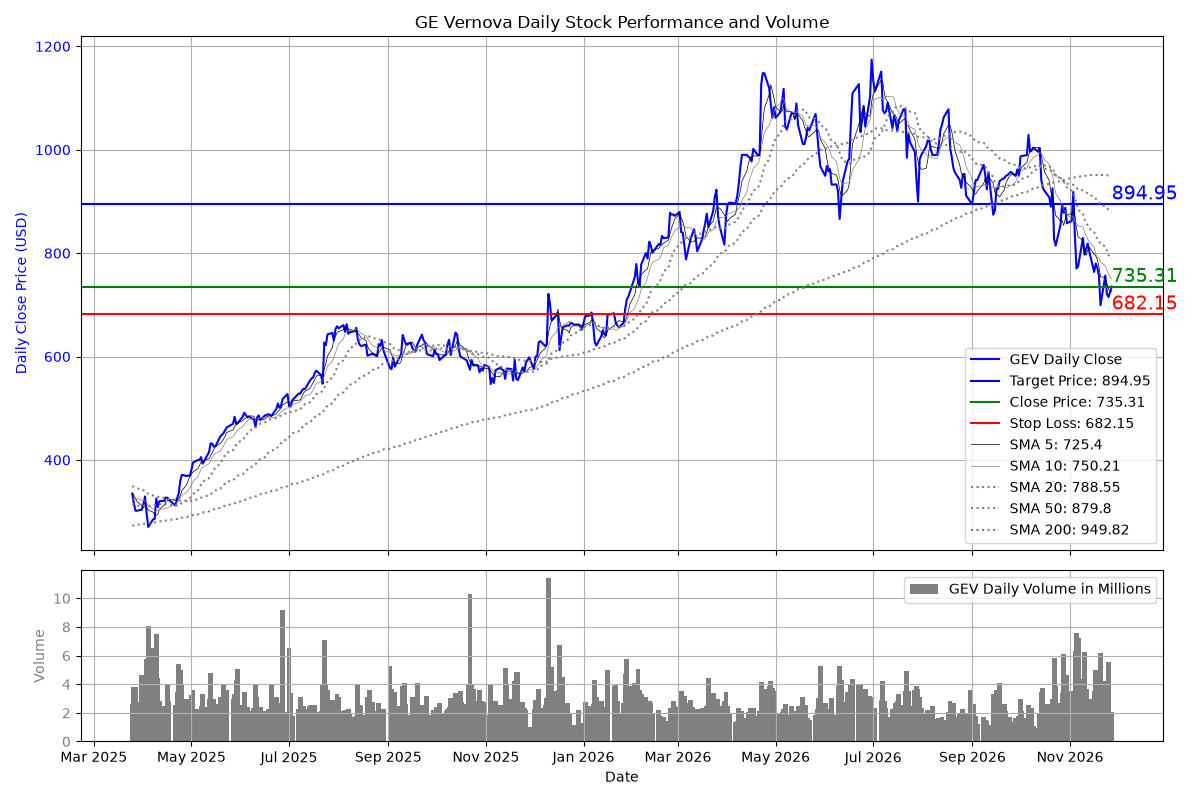 GE Vernova Daily Stock Performance and Volume
Daily Close Price (USD)
1200
1000
800
600
400
894.95
735.31
682.15
GEV Daily Close
Target Price: 894.95
Close Price: 735.31
Stop Loss: 682.15
SMA 5: 725.4
SMA 10: 750.21
SMA 20: 788.55
SMA 50: 879.8
SMA 200: 949.82
Volume
10
8
6
4
2
0
GEV Daily Volume in Millions
Mar 2025 May 2025 Jul 2025 Sep 2025 Nov 2025 Jan 2026 Mar 2026 May 2026 Jul 2026 Sep 2026 Nov 2026
Date